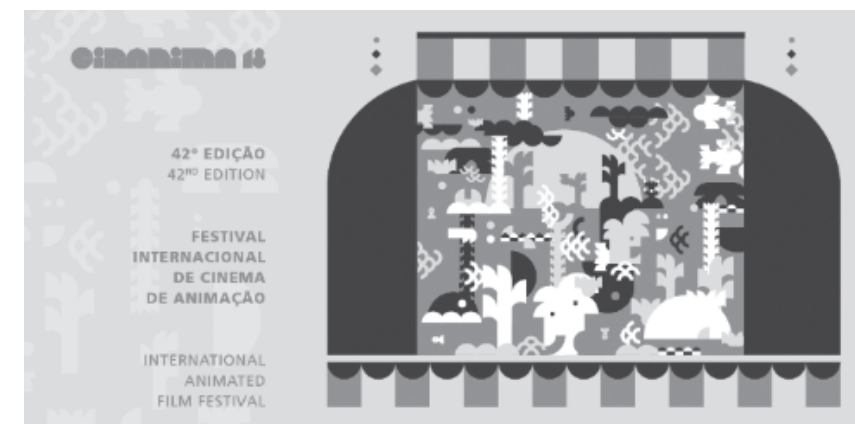 cinanima 18
42ª EDIÇÃO
42ND EDITION
FESTIVAL
INTERNACIONAL
DE CINEMA
DE ANIMAÇÃO
INTERNATIONAL
ANIMATED
FILM FESTIVAL